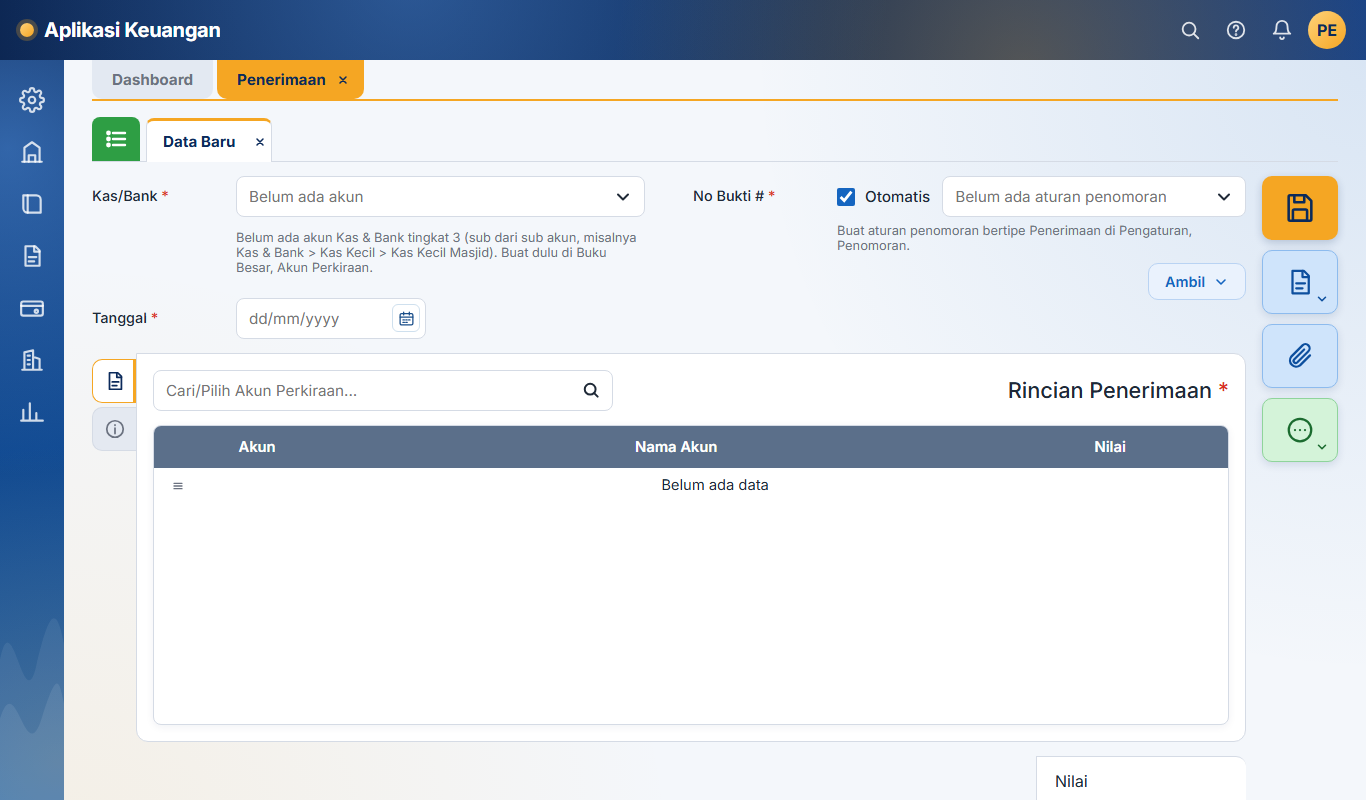 Aplikasi Keuangan
PE
Dashboard
Penerimaan ×
Data Baru ×
Kas/Bank *
Belum ada akun
Belum ada akun Kas & Bank tingkat 3 (sub dari sub akun, misalnya
Kas & Bank > Kas Kecil > Kas Kecil Masjid). Buat dulu di Buku
Besar, Akun Perkiraan.
No Bukti # *
Otomatis
Belum ada aturan penomoran
Buat aturan penomoran bertipe Penerimaan di Pengaturan,
Penomoran.
Ambil
Tanggal *
dd/mm/yyyy
Cari/Pilih Akun Perkiraan...
Rincian Penerimaan *
Akun Nama Akun Nilai
Belum ada data
Nilai